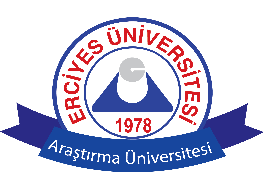 ERCİYES ÜNİVERSİTESİ
1978
Araştırma Üniversitesi